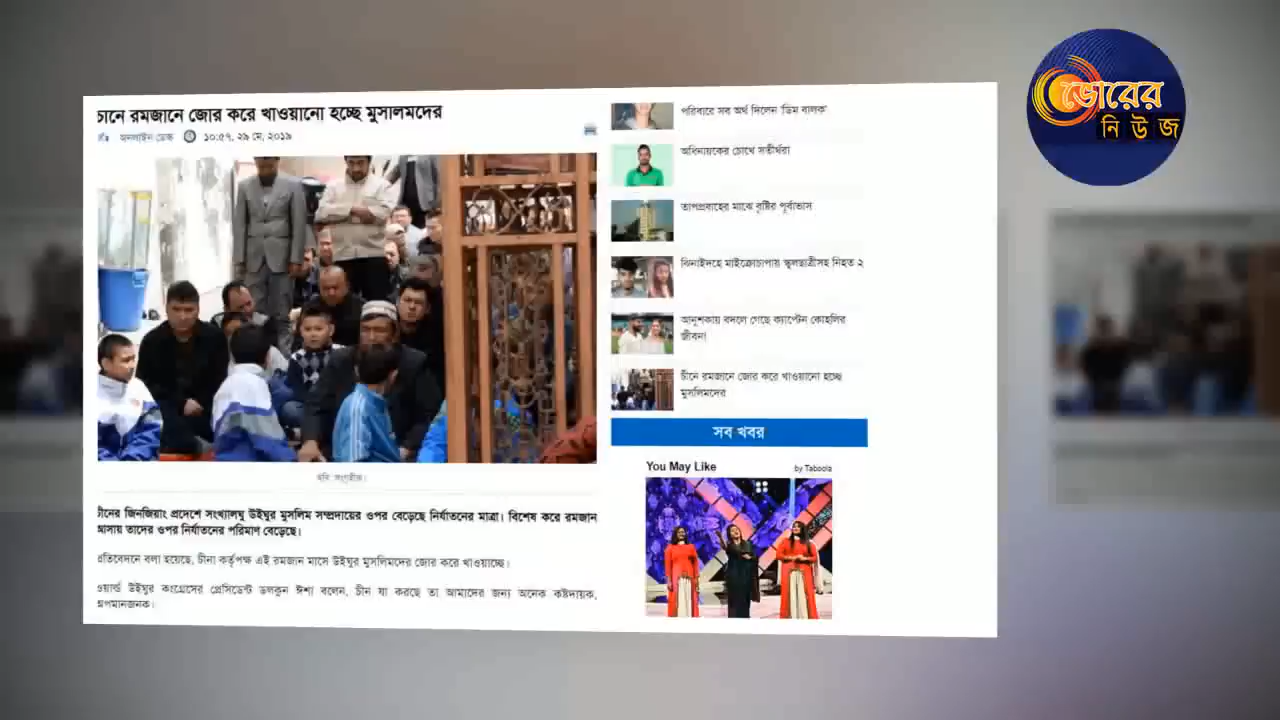 চীনে রমজানে জোর করে খাওয়ানো হচ্ছে মুসালমদের
অনলাইন ডেস্ক ১০:৫৭, ২৯ মে, ২০১৯
ছবি: সংগৃহীত।
চীনের জিনজিয়াং প্রদেশে সংখ্যালঘু উইঘুর মুসলিম সম্প্রদায়ের ওপর বেড়েছে নির্যাতনের মাত্রা। বিশেষ করে রমজান
আসায় তাদের ওপর নির্যাতনের পরিমাণ বেড়েছে।
প্রতিবেদনে বলা হয়েছে, চীনা কর্তৃপক্ষ এই রমজান মাসে উইঘুর মুসলিমদের জোর করে খাওয়াচ্ছে।
ওয়ার্ল্ড উইঘুর কংগ্রেসের প্রেসিডেন্ট ডলকুন ঈশা বলেন, চীন যা করছে তা আমাদের জন্য অনেক কষ্টদায়ক,
অপমানজনক।
পরিবারে সব অর্থ দিলেন 'ডিম বালক'
অধিনায়কের চোখে সতীর্থরা
তাপপ্রবাহের মাঝে বৃষ্টির পূর্বাভাস
ঝিনাইদহে মাইক্রোচাপায় স্কুলছাত্রীসহ নিহত ২
আনুশকায় বদলে গেছে ক্যাপ্টেন কোহলির
জীবন!
চীনে রমজানে জোর করে খাওয়ানো হচ্ছে
মুসলিমদের
সব খবর
You May Like by Taboola
ভোরের
নিউজ